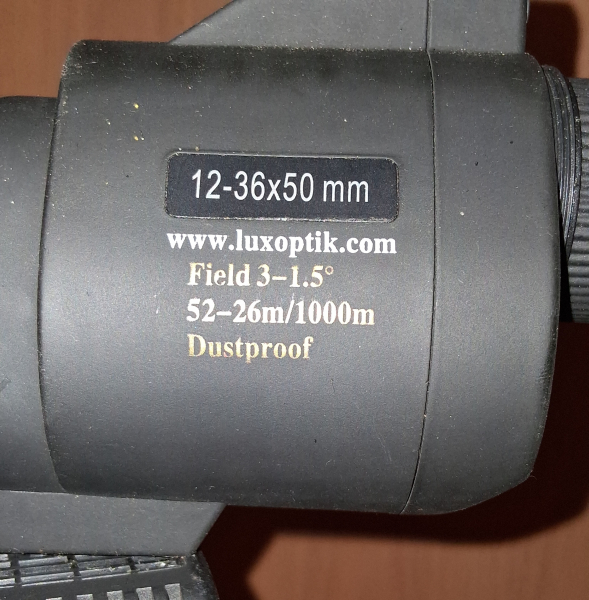 12-36x50 mm
www.luxoptik.com
Field 3–1.5°
52–26m/1000m
Dustproof